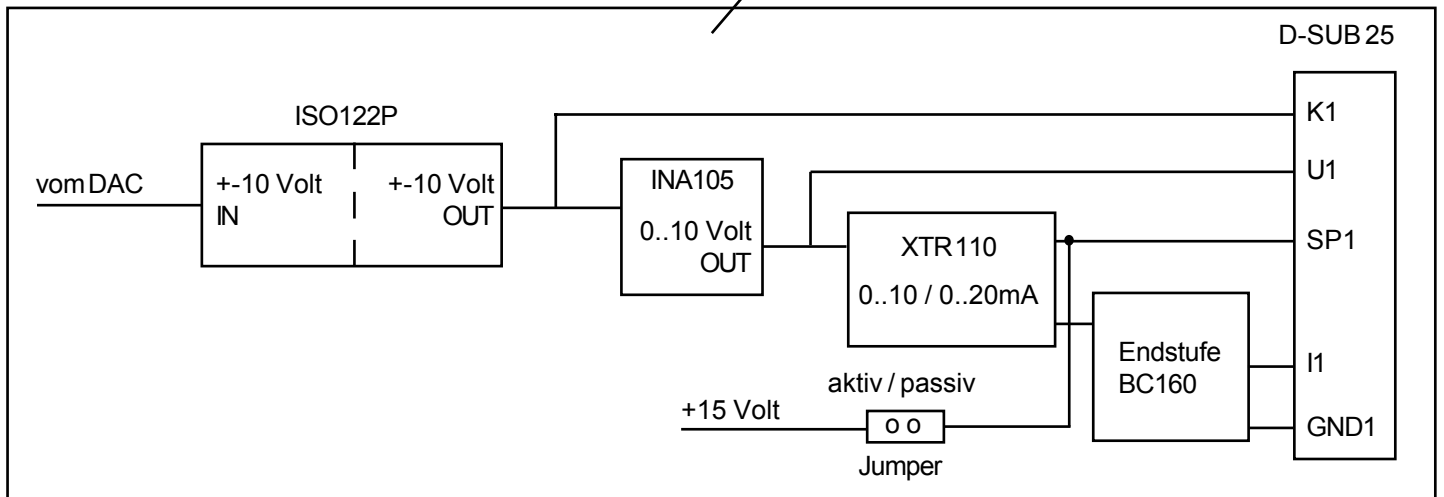 D-SUB 25
ISO122P
K1
vom DAC
+-10 Volt
IN
+-10 Volt
OUT
INA105
0..10 Volt
OUT
U1
XTR110
0..10 / 0..20mA
SP1
Endstufe
BC160
I1
GND1
aktiv / passiv
+15 Volt
o o
Jumper